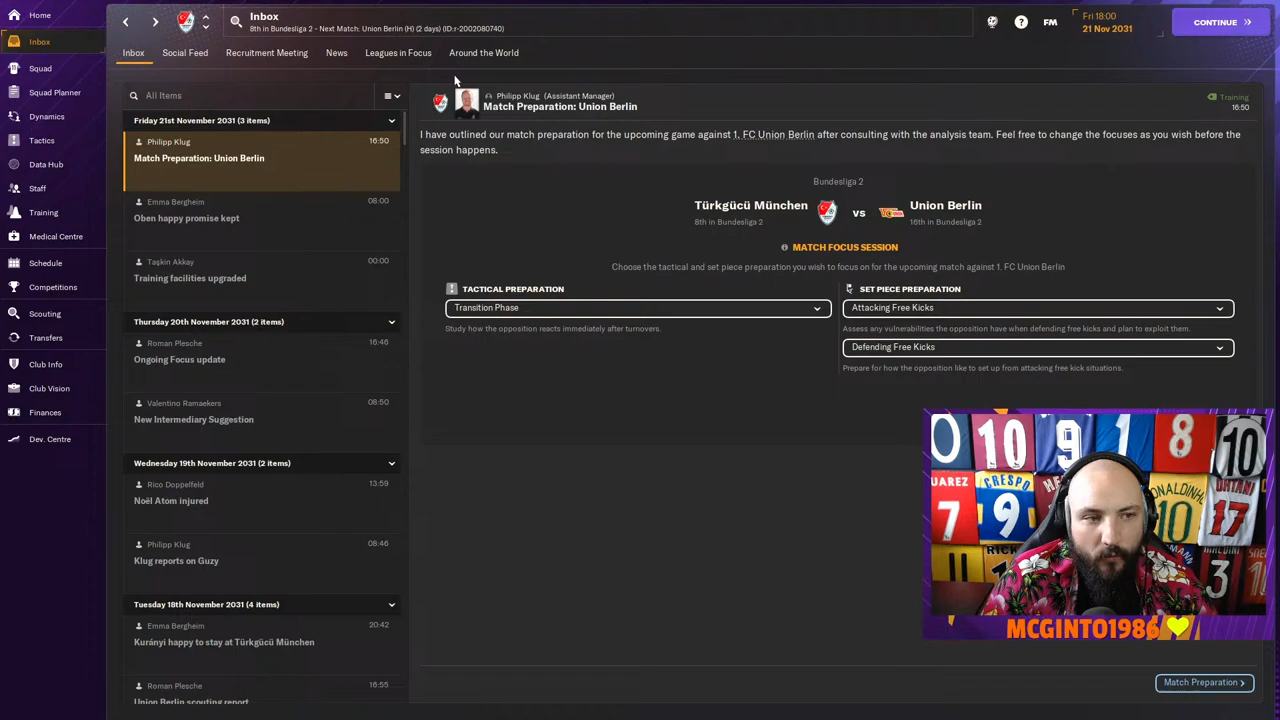 Home
Inbox
Squad
Squad Planner
Dynamics
Tactics
Data Hub
Staff
Training
Medical Centre
Schedule
Competitions
Scouting
Transfers
Club Info
Club Vision
Finances
Dev. Centre
Inbox
8th in Bundesliga 2 - Next Match: Union Berlin (H) (2 days) (ID:r-2002080740)
FM
Fri 18:00
21 Nov 2031
CONTINUE
Inbox
Social Feed
Recruitment Meeting
News
Leagues in Focus
Around the World
All Items
Friday 21st November 2031 (3 items)
Philipp Klug 16:50
Match Preparation: Union Berlin
Emma Bergheim 08:00
Oben happy promise kept
Taşkin Akkay 00:00
Training facilities upgraded
Thursday 20th November 2031 (2 items)
Roman Plesche 16:46
Ongoing Focus update
Valentino Ramaekers 08:50
New Intermediary Suggestion
Wednesday 19th November 2031 (2 items)
Rico Doppelfeld 13:59
Noël Atom injured
Philipp Klug 08:46
Klug reports on Guzy
Tuesday 18th November 2031 (4 items)
Emma Bergheim 20:42
Kurányi happy to stay at Türkgücü München
Roman Plesche 16:55
Union Berlin scouting report
Philipp Klug (Assistant Manager)
Match Preparation: Union Berlin
Training
16:50
I have outlined our match preparation for the upcoming game against 1. FC Union Berlin after consulting with the analysis team. Feel free to change the focuses as you wish before the
session happens.
Bundesliga 2
Türkgücü München
8th in Bundesliga 2
VS
Union Berlin
16th in Bundesliga 2
MATCH FOCUS SESSION
Choose the tactical and set piece preparation you wish to focus on for the upcoming match against 1. FC Union Berlin
TACTICAL PREPARATION
Transition Phase
Study how the opposition reacts immediately after turnovers.
SET PIECE PREPARATION
Attacking Free Kicks
Assess any vulnerabilities the opposition have when defending free kicks and plan to exploit them.
Defending Free Kicks
Prepare for how the opposition like to set up from attacking free kick situations.
10
9
1
8
10
UAREZ
7
CRESPO
9
10
OHTANI
17
11
3
MCGINTO1986
Match Preparation